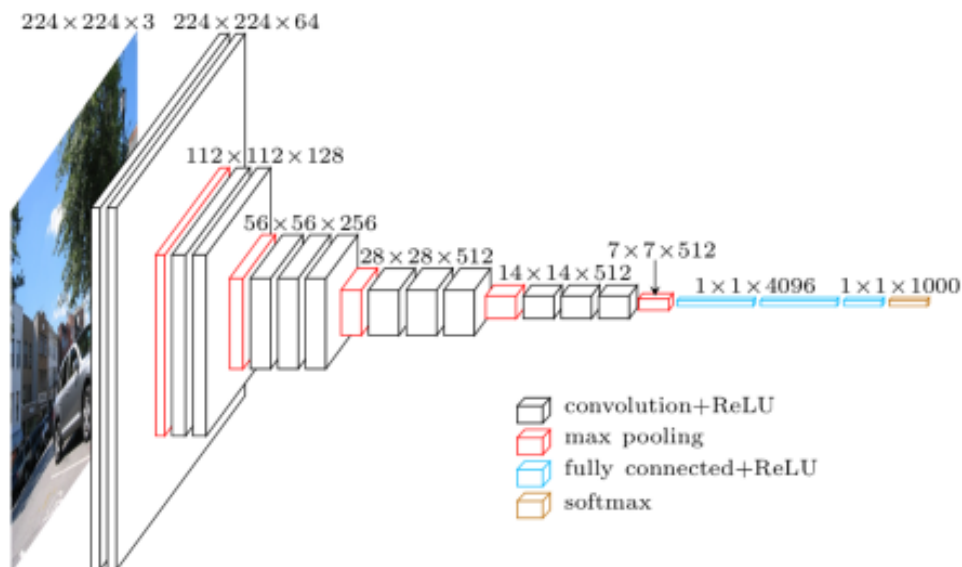 224×224×3
224×224×64
112×112×128
56×56×256
28×28×512
14×14×512
7×7×512
1×1×4096
1×1×1000
convolution+ReLU
max pooling
fully connected+ReLU
softmax